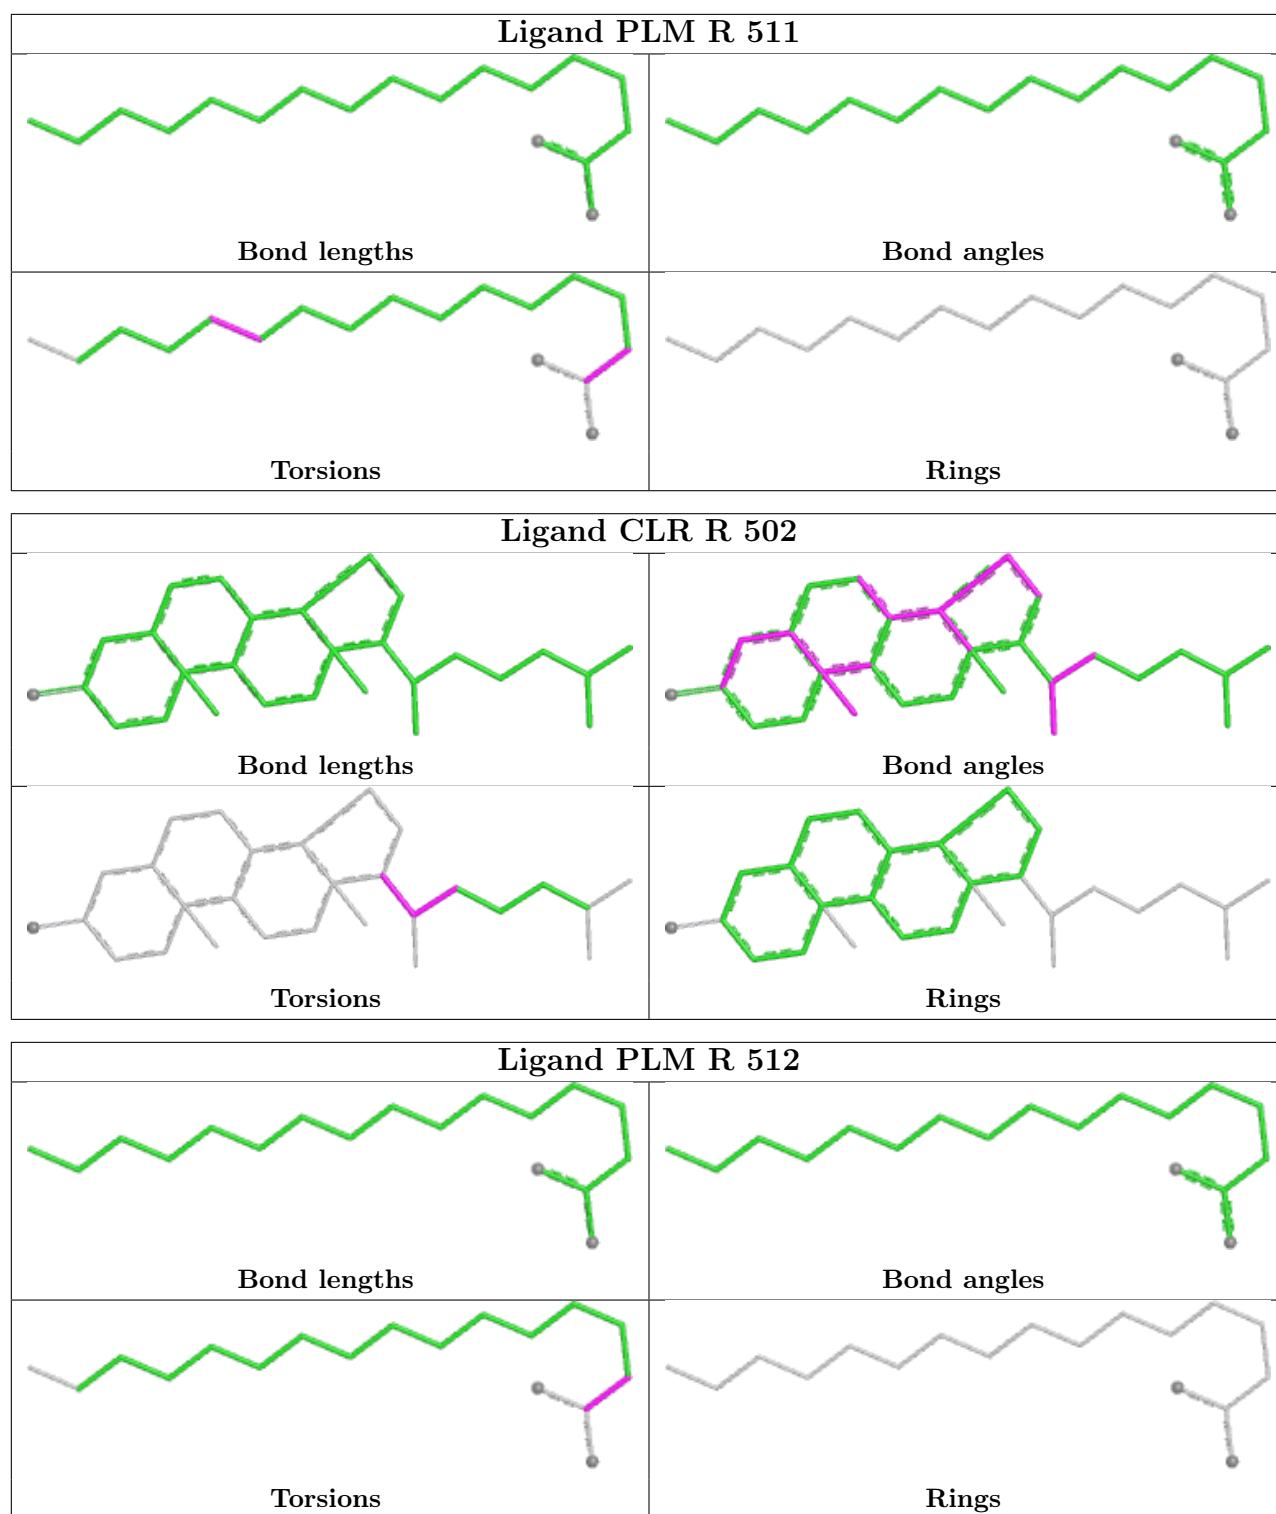 Ligand PLM R 511
Bond lengths
Bond angles
Torsions
Rings
Ligand CLR R 502
Bond lengths
Bond angles
Torsions
Rings
Ligand PLM R 512
Bond lengths
Bond angles
Torsions
Rings